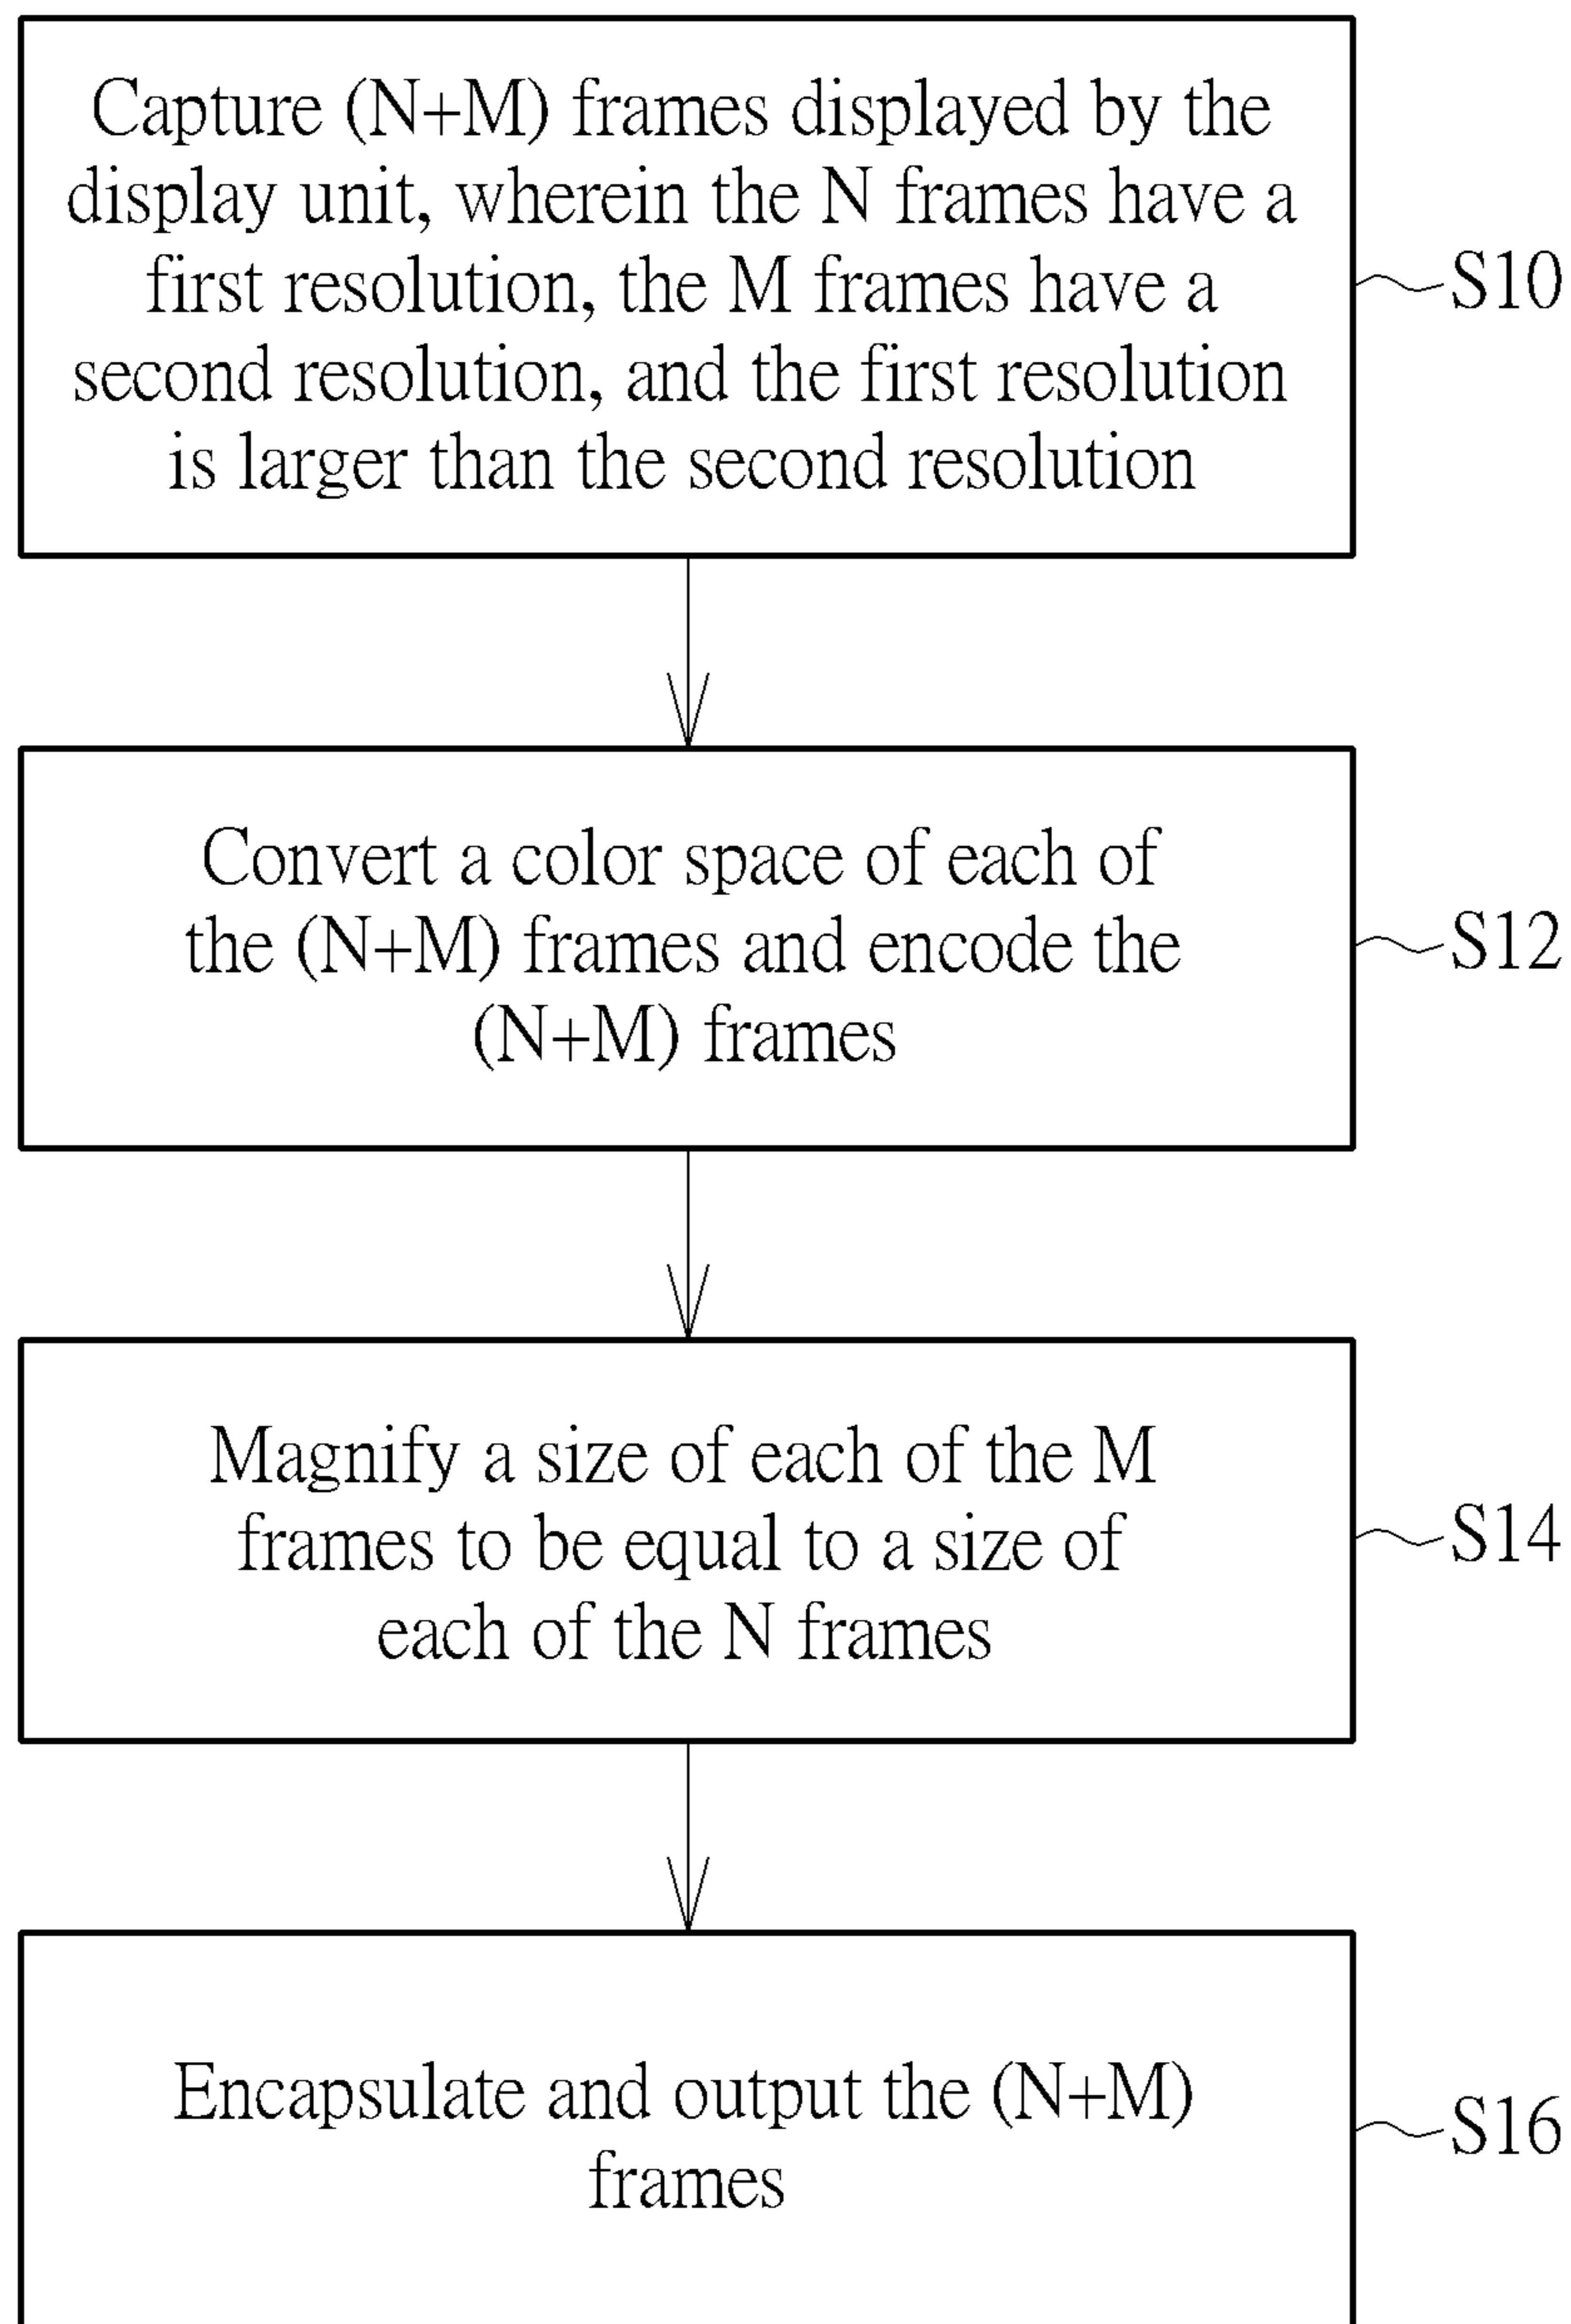 Capture (N+M) frames displayed by the
display unit, wherein the N frames have a
first resolution, the M frames have a
second resolution, and the first resolution
is larger than the second resolution
S10
Convert a color space of each of
the (N+M) frames and encode the
(N+M) frames
S12
Magnify a size of each of the M
frames to be equal to a size of
each of the N frames
S14
Encapsulate and output the (N+M)
frames
S16